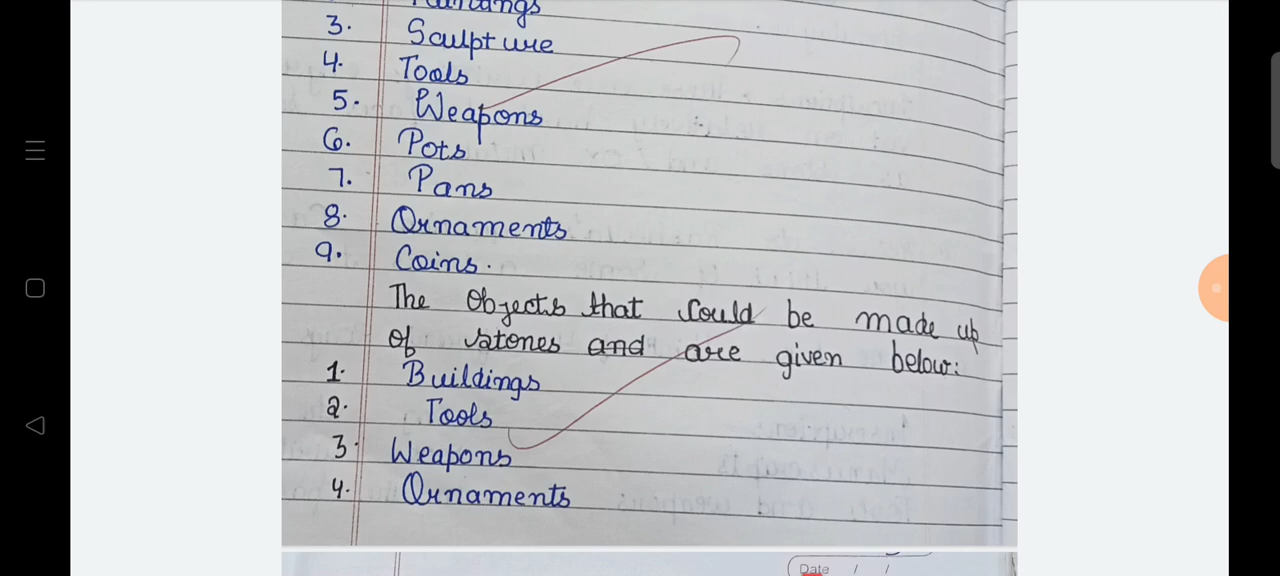 3. Sculpture
4. Tools
5. Weapons
6. Pots
7. Pans
8. Ornaments
9. Coins.
The Objects that Could be made up
of stones and are given below:
1. Buildings
2. Tools
3. Weapons
4. Ornaments
Date / /